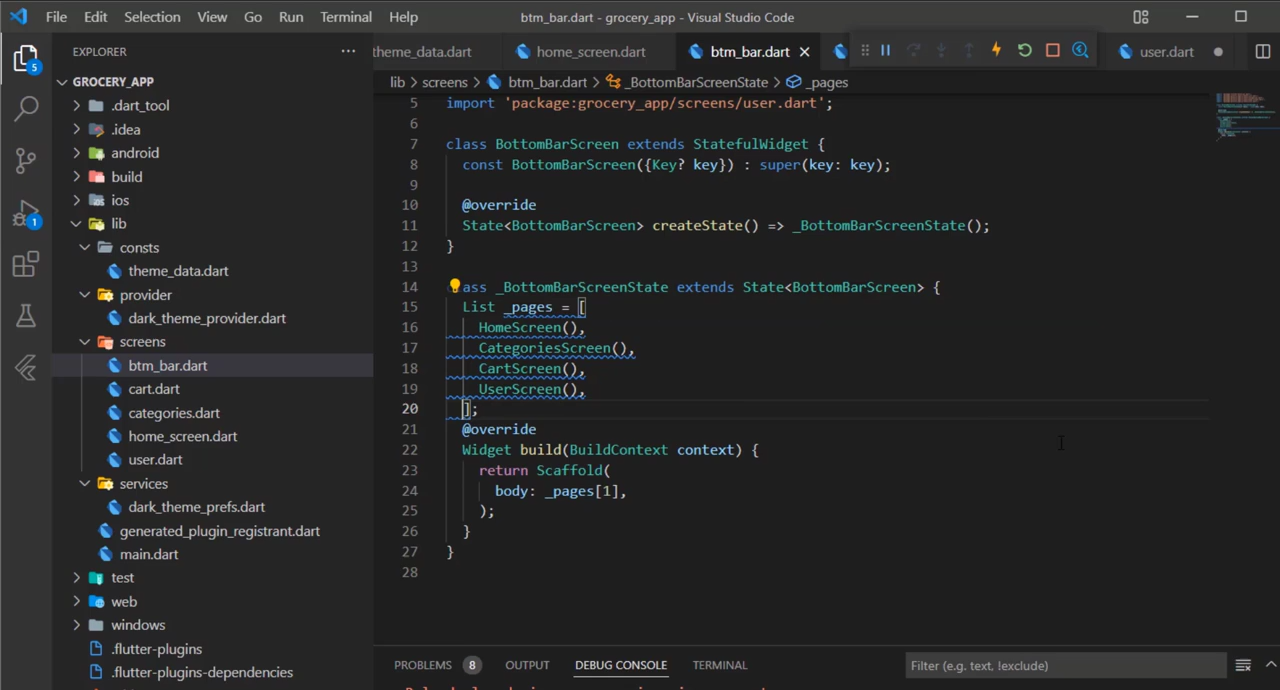 File Edit Selection View Go Run Terminal Help
btm_bar.dart - grocery_app - Visual Studio Code
5
1
EXPLORER
GROCERY_APP
.dart_tool
.idea
android
build
ios
lib
consts
theme_data.dart
provider
dark_theme_provider.dart
screens
btm_bar.dart
cart.dart
categories.dart
home_screen.dart
user.dart
services
dark_theme_prefs.dart
generated_plugin_registrant.dart
main.dart
test
web
windows
.flutter-plugins
.flutter-plugins-dependencies
theme_data.dart home_screen.dart btm_bar.dart user.dart
lib > screens > btm_bar.dart > _BottomBarScreenState > _pages
5 import 'package:grocery_app/screens/user.dart';
6
7 class BottomBarScreen extends StatefulWidget {
8 const BottomBarScreen({Key? key}) : super(key: key);
9
10 @override
11 State<BottomBarScreen> createState() => _BottomBarScreenState();
12 }
13
14 ass _BottomBarScreenState extends State<BottomBarScreen> {
15 List _pages = [
16 HomeScreen(),
17 CategoriesScreen(),
18 CartScreen(),
19 UserScreen(),
20 ];
21 @override
22 Widget build(BuildContext context) {
23 return Scaffold(
24 body: _pages[1],
25 );
26 }
27 }
28
PROBLEMS 8 OUTPUT DEBUG CONSOLE TERMINAL
Filter (e.g. text, !exclude)